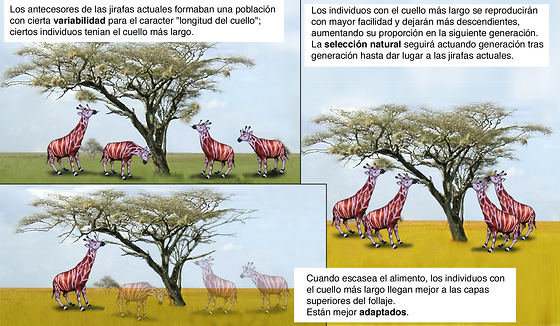 Los antecesores de las jirafas actuales formaban una población
con cierta variabilidad para el caracter "longitud del cuello";
ciertos individuos tenian el cuello más largo.
Los individuos con el cuello más largo se reproducirán
con mayor facilidad y dejarán más descendientes,
aumentando su proporción en la siguiente generación.
La selección natural seguirá actuando generación tras
generación hasta dar lugar a las jirafas actuales.
Cuando escasea el alimento, los individuos con
el cuello más largo llegan mejor a las capas
superiores del follaje.
Están mejor adaptados.